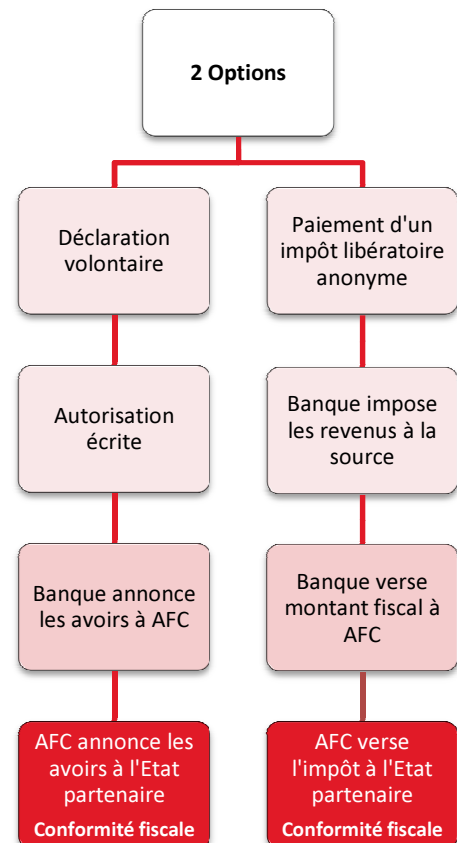 2 Options
Déclaration
volontaire
Paiement d'un
impôt libératoire
anonyme
Autorisation
écrite
Banque impose
les revenus à la
source
Banque annonce
les avoirs à AFC
Banque verse
montant fiscal à
AFC
AFC annonce les
avoirs à l'Etat
partenaire
Conformité fiscale
AFC verse
l'impôt à l'Etat
partenaire
Conformité fiscale